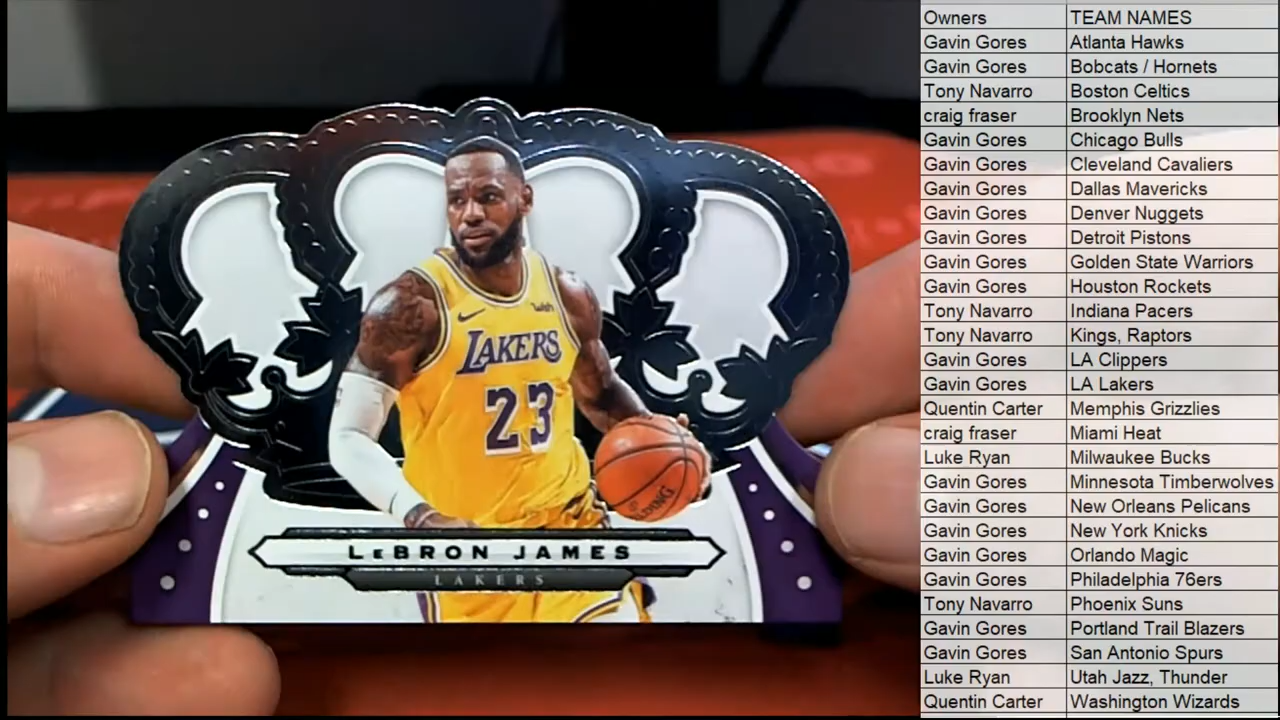 Twitch
LAKERS
23
SPALDING
LEBRON JAMES
LAKERS
Owners TEAM NAMES
Gavin Gores Atlanta Hawks
Gavin Gores Bobcats / Hornets
Tony Navarro Boston Celtics
craig fraser Brooklyn Nets
Gavin Gores Chicago Bulls
Gavin Gores Cleveland Cavaliers
Gavin Gores Dallas Mavericks
Gavin Gores Denver Nuggets
Gavin Gores Detroit Pistons
Gavin Gores Golden State Warriors
Gavin Gores Houston Rockets
Tony Navarro Indiana Pacers
Tony Navarro Kings, Raptors
Gavin Gores LA Clippers
Gavin Gores LA Lakers
Quentin Carter Memphis Grizzlies
craig fraser Miami Heat
Luke Ryan Milwaukee Bucks
Gavin Gores Minnesota Timberwolves
Gavin Gores New Orleans Pelicans
Gavin Gores New York Knicks
Gavin Gores Orlando Magic
Gavin Gores Philadelphia 76ers
Tony Navarro Phoenix Suns
Gavin Gores Portland Trail Blazers
Gavin Gores San Antonio Spurs
Luke Ryan Utah Jazz, Thunder
Quentin Carter Washington Wizards